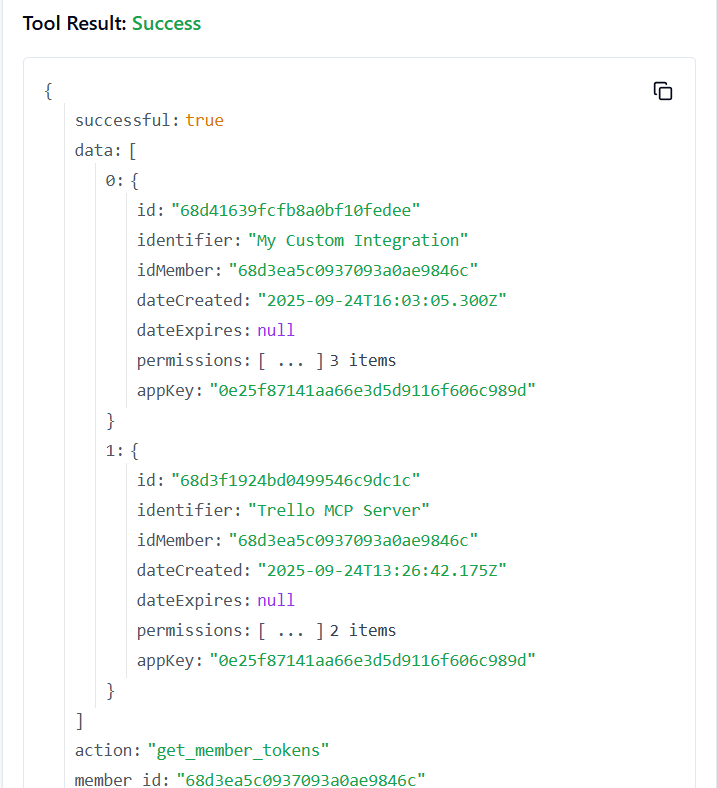 Tool Result: Success
{
successful: true
data: [
0: {
id: "68d41639fcfb8a0bf10fedee"
identifier: "My Custom Integration"
idMember: "68d3ea5c0937093a0ae9846c"
dateCreated: "2025-09-24T16:03:05.300Z"
dateExpires: null
permissions: [ ... ] 3 items
appKey: "0e25f87141aa66e3d5d9116f606c989d"
}
1: {
id: "68d3f1924bd0499546c9dc1c"
identifier: "Trello MCP Server"
idMember: "68d3ea5c0937093a0ae9846c"
dateCreated: "2025-09-24T13:26:42.175Z"
dateExpires: null
permissions: [ ... ] 2 items
appKey: "0e25f87141aa66e3d5d9116f606c989d"
}
]
action: "get_member_tokens"
member_id: "68d3ea5c0937093a0ae9846c"